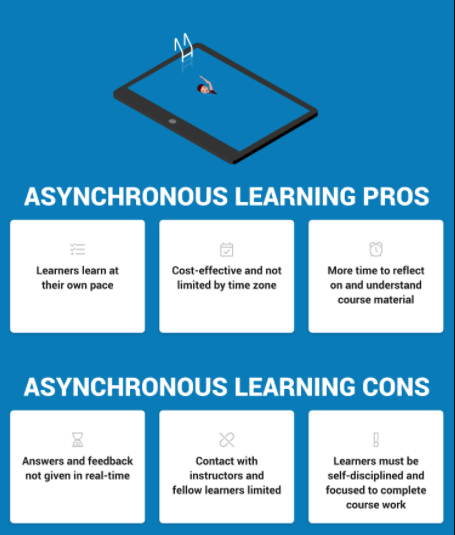 ASYNCHRONOUS LEARNING PROS
Learners learn at
their own pace
Cost-effective and not
limited by time zone
More time to reflect
on and understand
course material
ASYNCHRONOUS LEARNING CONS
Answers and feedback
not given in real-time
Contact with
instructors and
fellow learners limited
Learners must be
self-disciplined and
focused to complete
course work